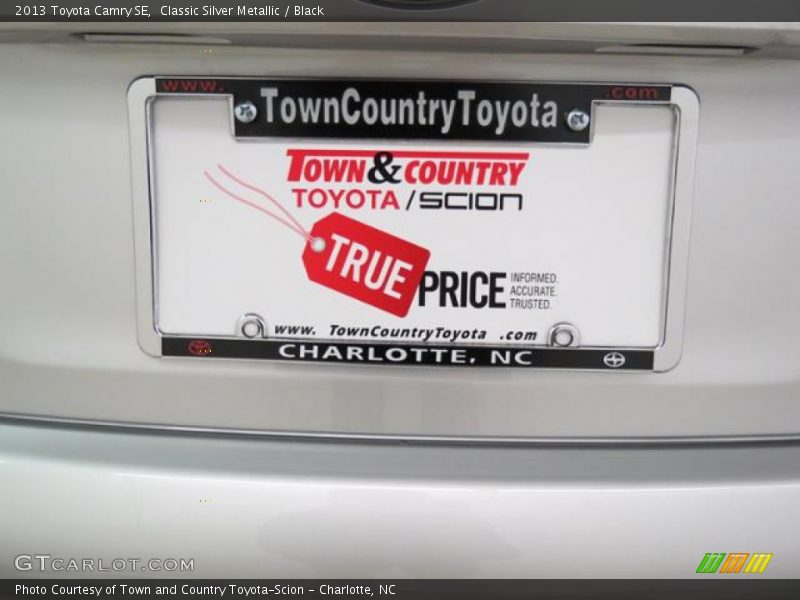 2013 Toyota Camry SE, Classic Silver Metallic / Black
www. .com
TownCountryToyota
TOWN & COUNTRY
TOYOTA / SCION
TRUE PRICE
INFORMED.
ACCURATE.
TRUSTED.
www. TownCountryToyota .com
CHARLOTTE, NC
GTCARLOT.COM
Photo Courtesy of Town and Country Toyota-Scion - Charlotte, NC